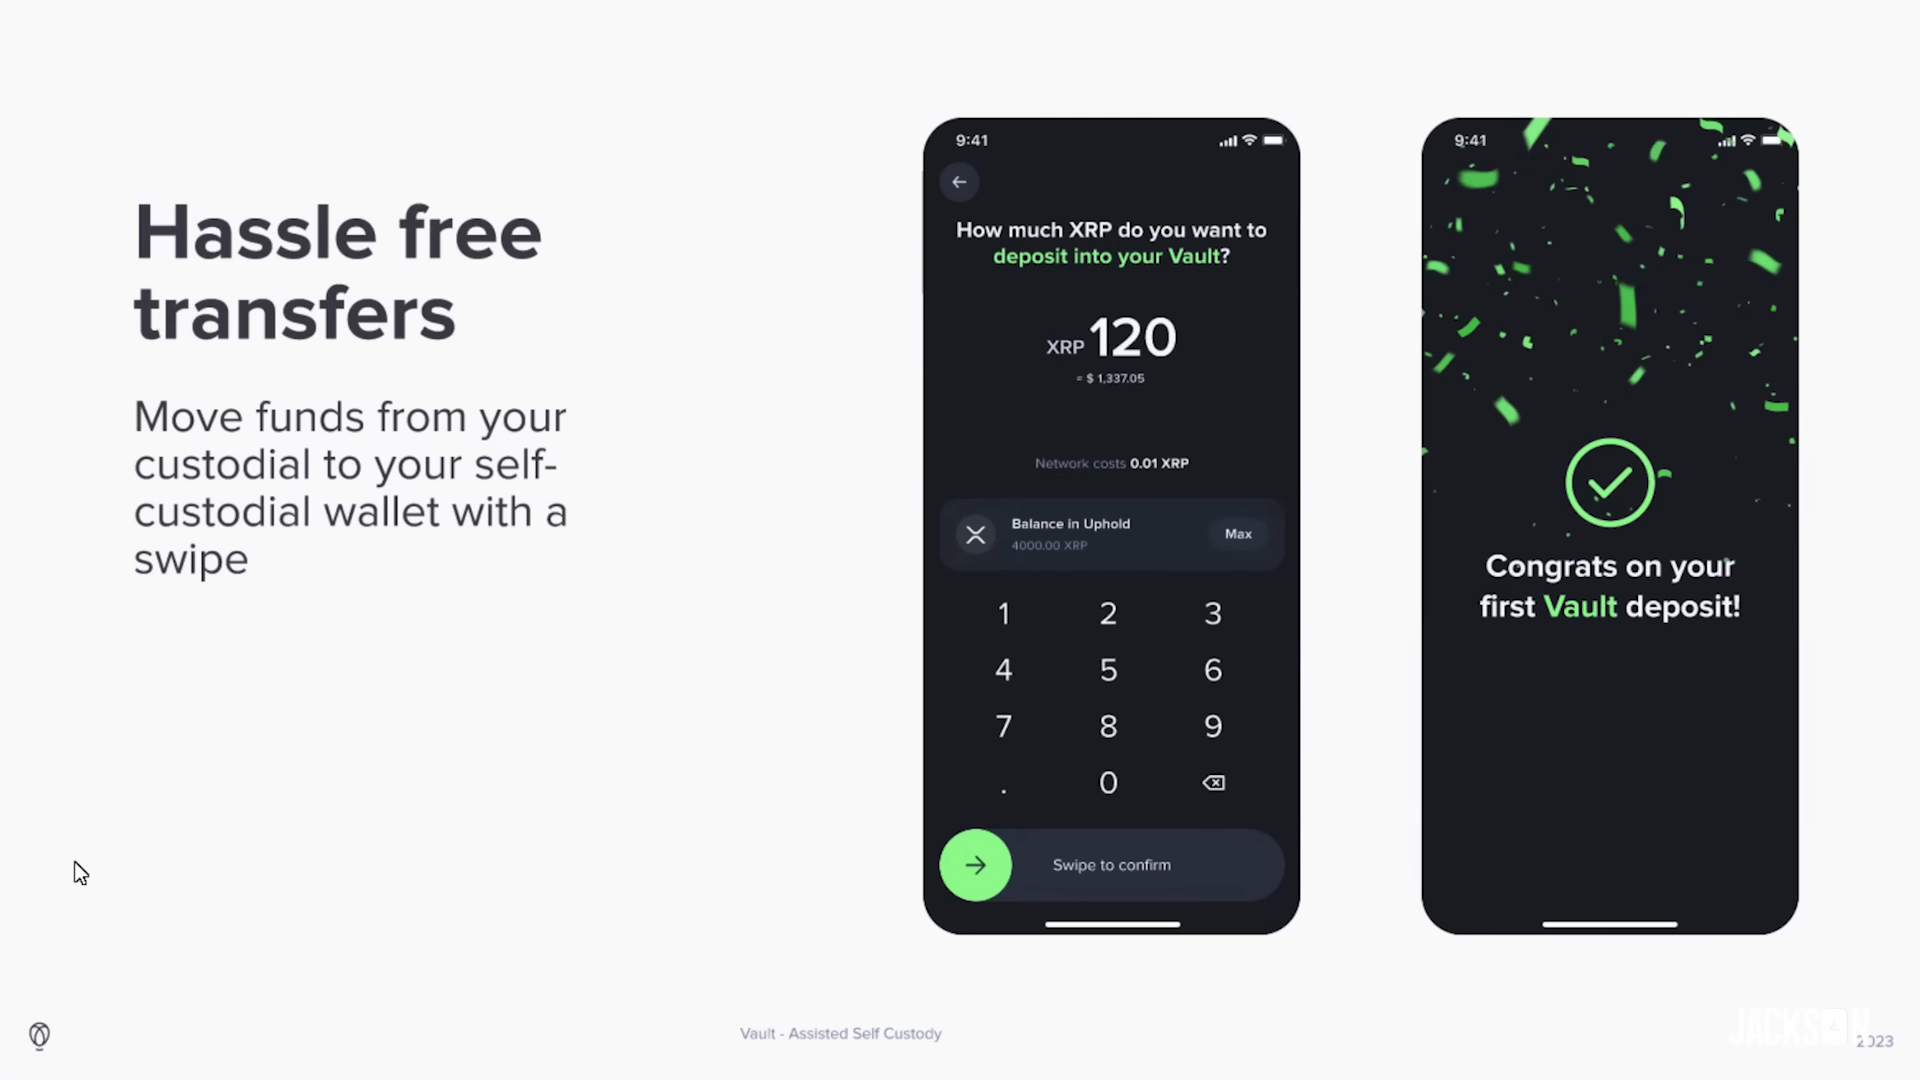 Hassle free
transfers
Move funds from your
custodial to your self-
custodial wallet with a
swipe
9:41
How much XRP do you want to
deposit into your Vault?
XRP 120
≈ $ 1,337.05
Network costs 0.01 XRP
Balance in Uphold
4000.00 XRP
Max
1 2 3
4 5 6
7 8 9
. 0
Swipe to confirm
9:41
Congrats on your
first Vault deposit!
Vault - Assisted Self Custody
JACKSON
2023